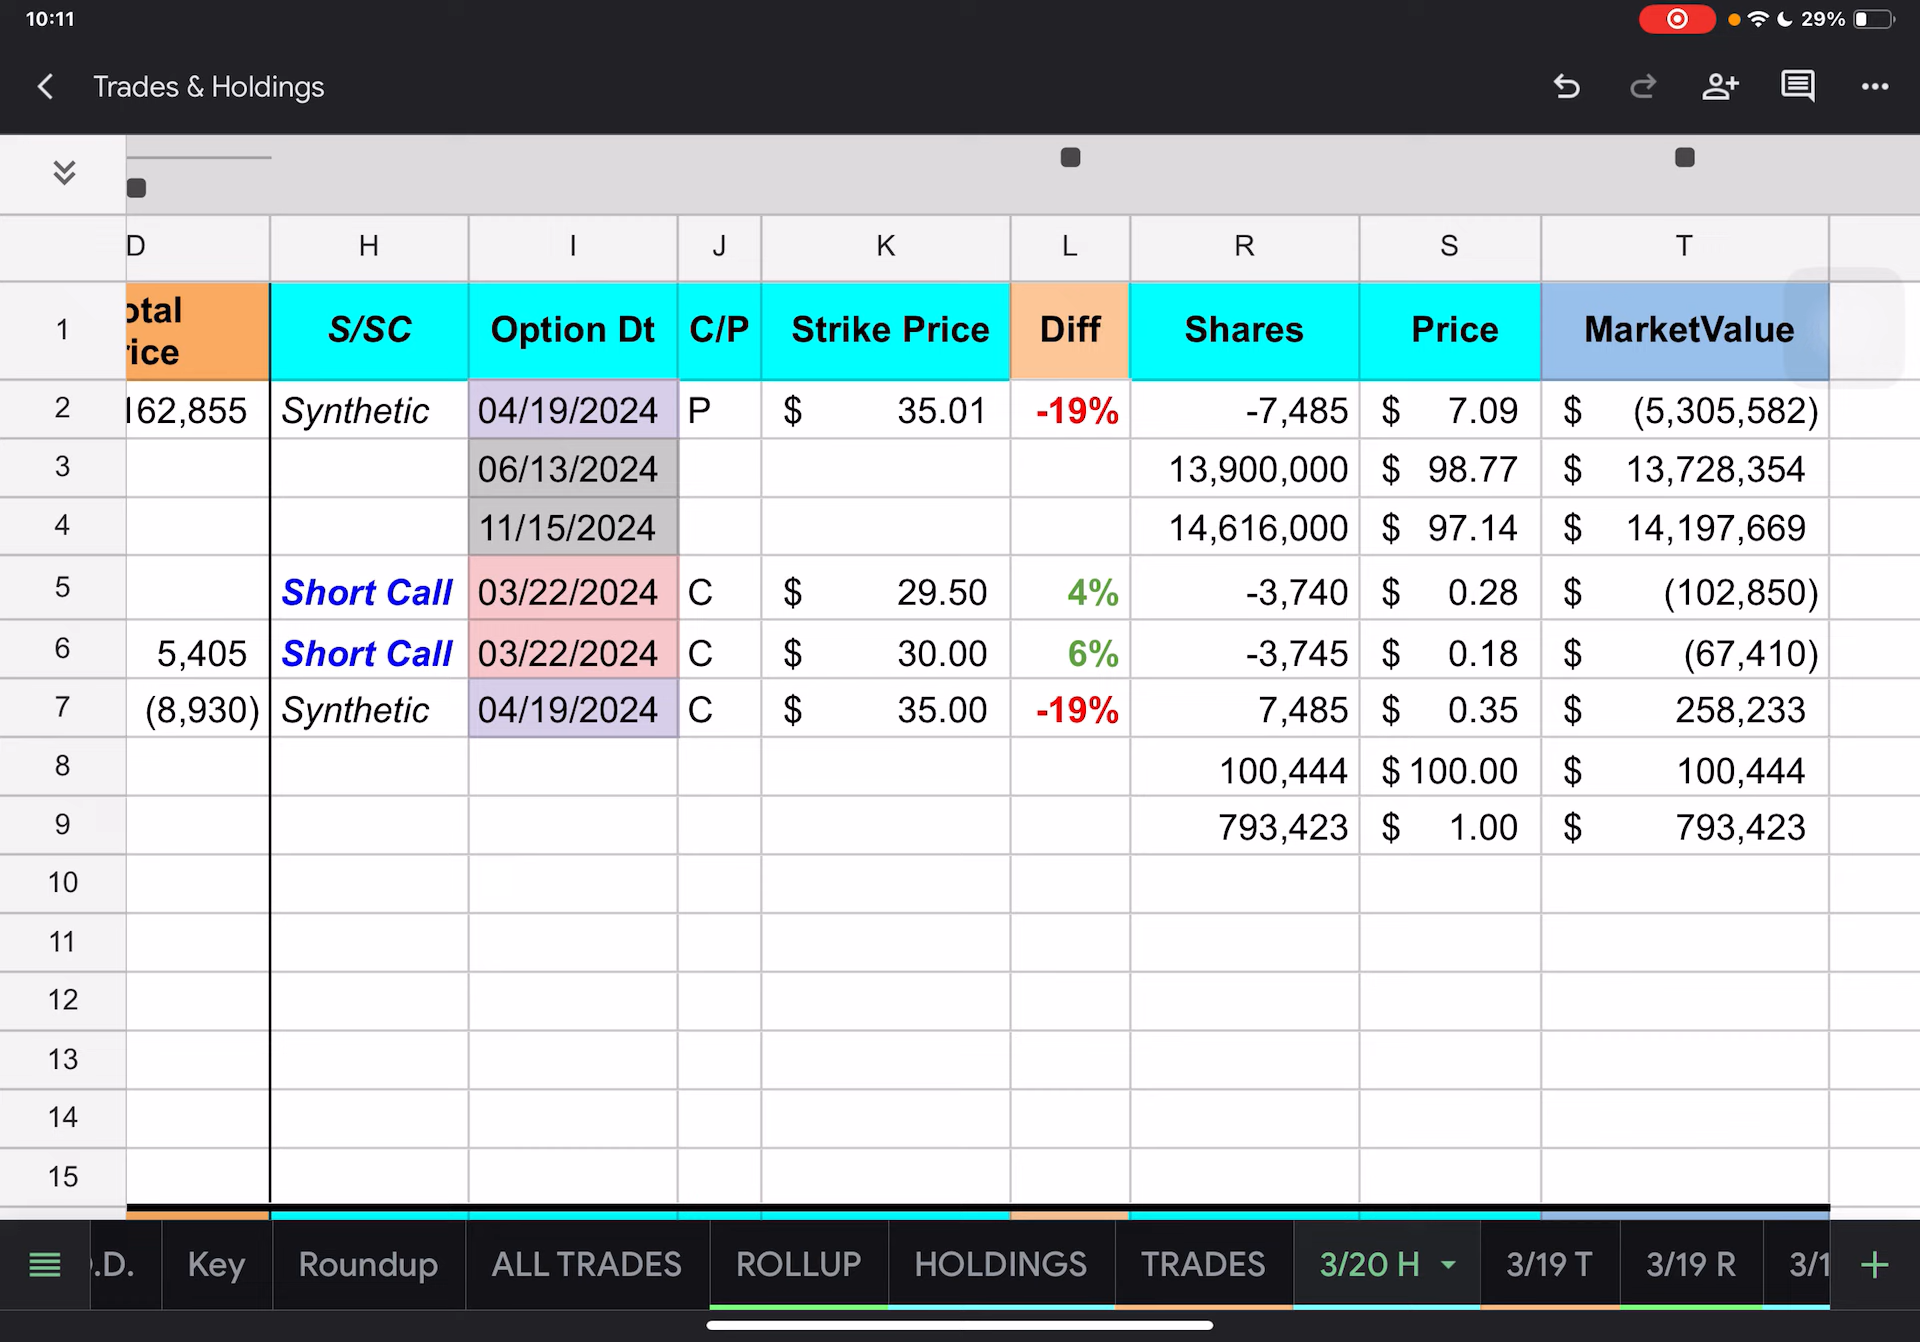 10:11
29%
Trades & Holdings
D H I J K L R S T
1 otal S/SC Option Dt C/P Strike Price Diff Shares Price MarketValue
rice
2 162,855 Synthetic 04/19/2024 P $ 35.01 -19% -7,485 $ 7.09 $ (5,305,582)
3 06/13/2024 13,900,000 $ 98.77 $ 13,728,354
4 11/15/2024 14,616,000 $ 97.14 $ 14,197,669
5 Short Call 03/22/2024 C $ 29.50 4% -3,740 $ 0.28 $ (102,850)
6 5,405 Short Call 03/22/2024 C $ 30.00 6% -3,745 $ 0.18 $ (67,410)
7 (8,930) Synthetic 04/19/2024 C $ 35.00 -19% 7,485 $ 0.35 $ 258,233
8 100,444 $ 100.00 $ 100,444
9 793,423 $ 1.00 $ 793,423
10
11
12
13
14
15
.D. Key Roundup ALL TRADES ROLLUP HOLDINGS TRADES 3/20 H 3/19 T 3/19 R 3/1